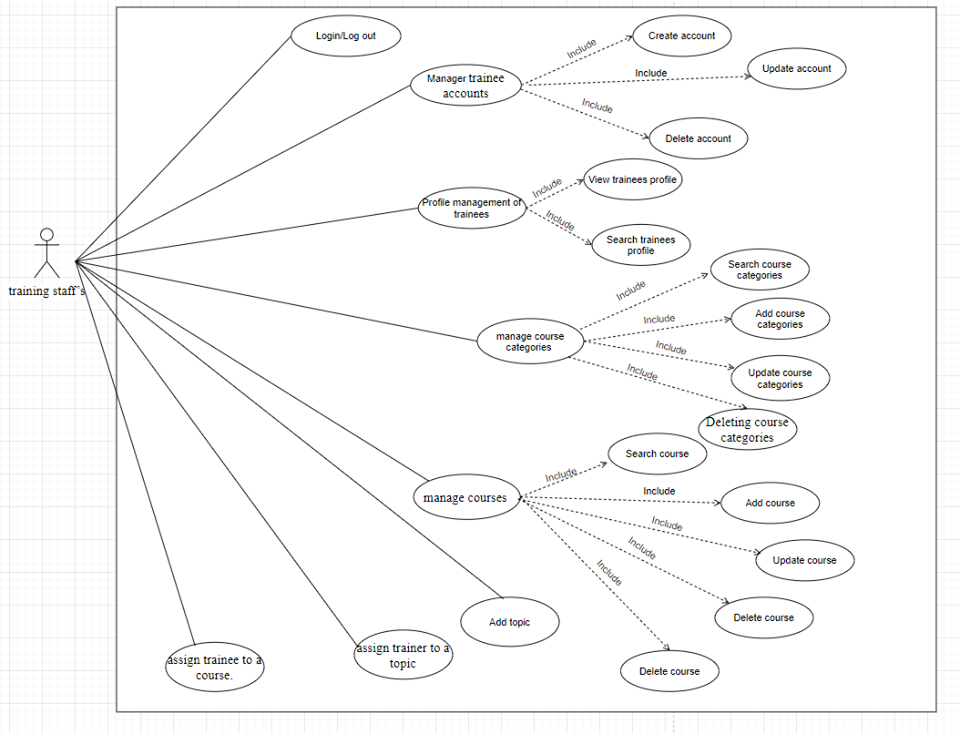 Login/Log out
Create account
Include
Include
Update account
Manager trainee
accounts
Include
Delete account
View trainees profile
Include
Profile management of
trainees
Include
Search trainees
profile
training staff's
Search course
categories
Include
Add course
categories
Include
manage course
categories
Include
Update course
categories
Include
Deleting course
categories
Search course
Include
manage courses
Include
Add course
Include
Update course
Include
Include
Delete course
Add topic
assign trainer to a
topic
assign trainee to a
course.
Delete course